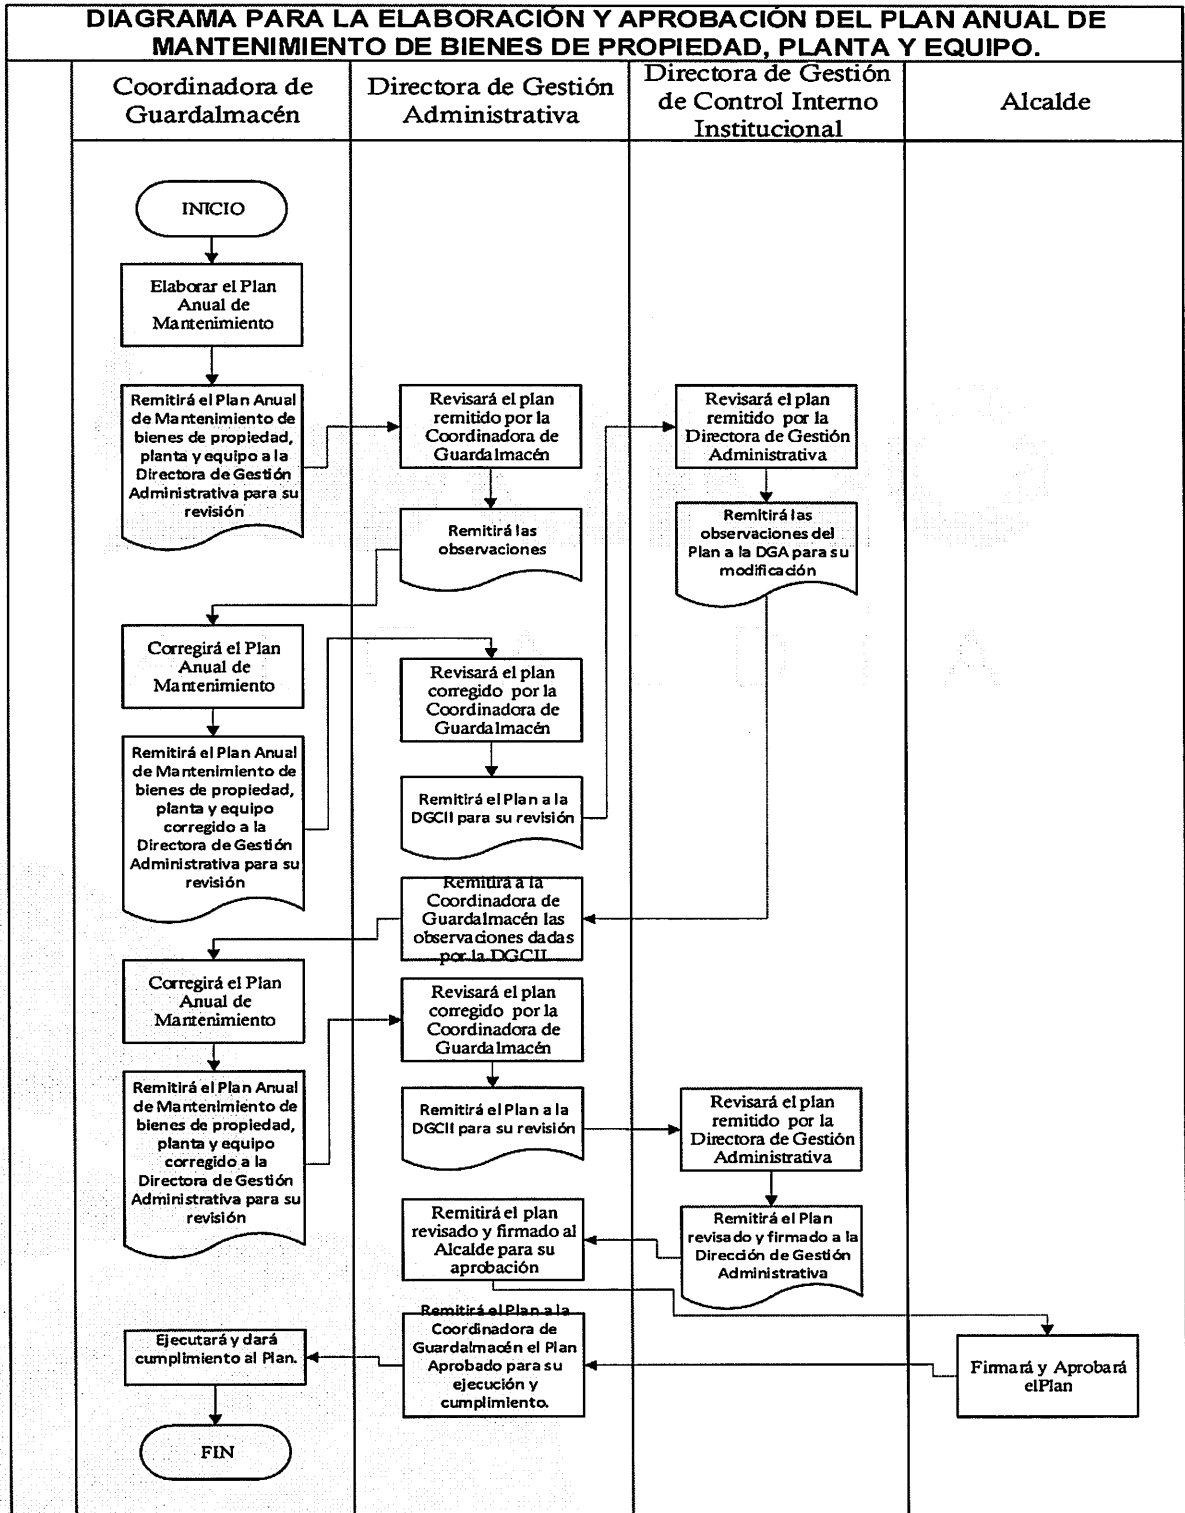 DIAGRAMA PARA LA ELABORACIÓN Y APROBACIÓN DEL PLAN ANUAL DE
MANTENIMIENTO DE BIENES DE PROPIEDAD, PLANTA Y EQUIPO.
Coordinadora de
Guardalmacén
Directora de Gestión
Administrativa
Directora de Gestión
de Control Interno
Institucional
Alcalde
INICIO
Elaborar el Plan
Anual de
Mantenimiento
Remitirá el Plan Anual
de Mantenimiento de
bienes de propiedad,
planta y equipo a la
Directora de Gestión
Administrativa para su
revisión
Revisará el plan
remitido por la
Coordinadora de
Guardalmacén
Revisará el plan
remitido por la
Directora de Gestión
Administrativa
Remitirá las
observaciones
Remitirá las
observaciones del
Plan a la DGA para su
modificación
Corregirá el Plan
Anual de
Mantenimiento
Revisará el plan
corregido por la
Coordinadora de
Guardalmacén
Remitirá el Plan Anual
de Mantenimiento de
bienes de propiedad,
planta y equipo
corregido a la
Directora de Gestión
Administrativa para su
revisión
Remitirá el Plan a la
DGCII para su revisión
Remitirá a la
Coordinadora de
Guardalmacén las
observaciones dadas
por la DGCII
Corregirá el Plan
Anual de
Mantenimiento
Revisará el plan
corregido por la
Coordinadora de
Guardalmacén
Remitirá el Plan Anual
de Mantenimiento de
bienes de propiedad,
planta y equipo
corregido a la
Directora de Gestión
Administrativa para su
revisión
Remitirá el Plan a la
DGCII para su revisión
Revisará el plan
remitido por la
Directora de Gestión
Administrativa
Remitirá el plan
revisado y firmado al
Alcalde para su
aprobación
Remitirá el Plan
revisado y firmado a la
Dirección de Gestión
Administrativa
Ejecutará y dará
cumplimiento al Plan.
Remitirá el Plan a la
Coordinadora de
Guardalmacén el Plan
Aprobado para su
ejecución y
cumplimiento.
Firmará y Aprobará
elPlan
FIN